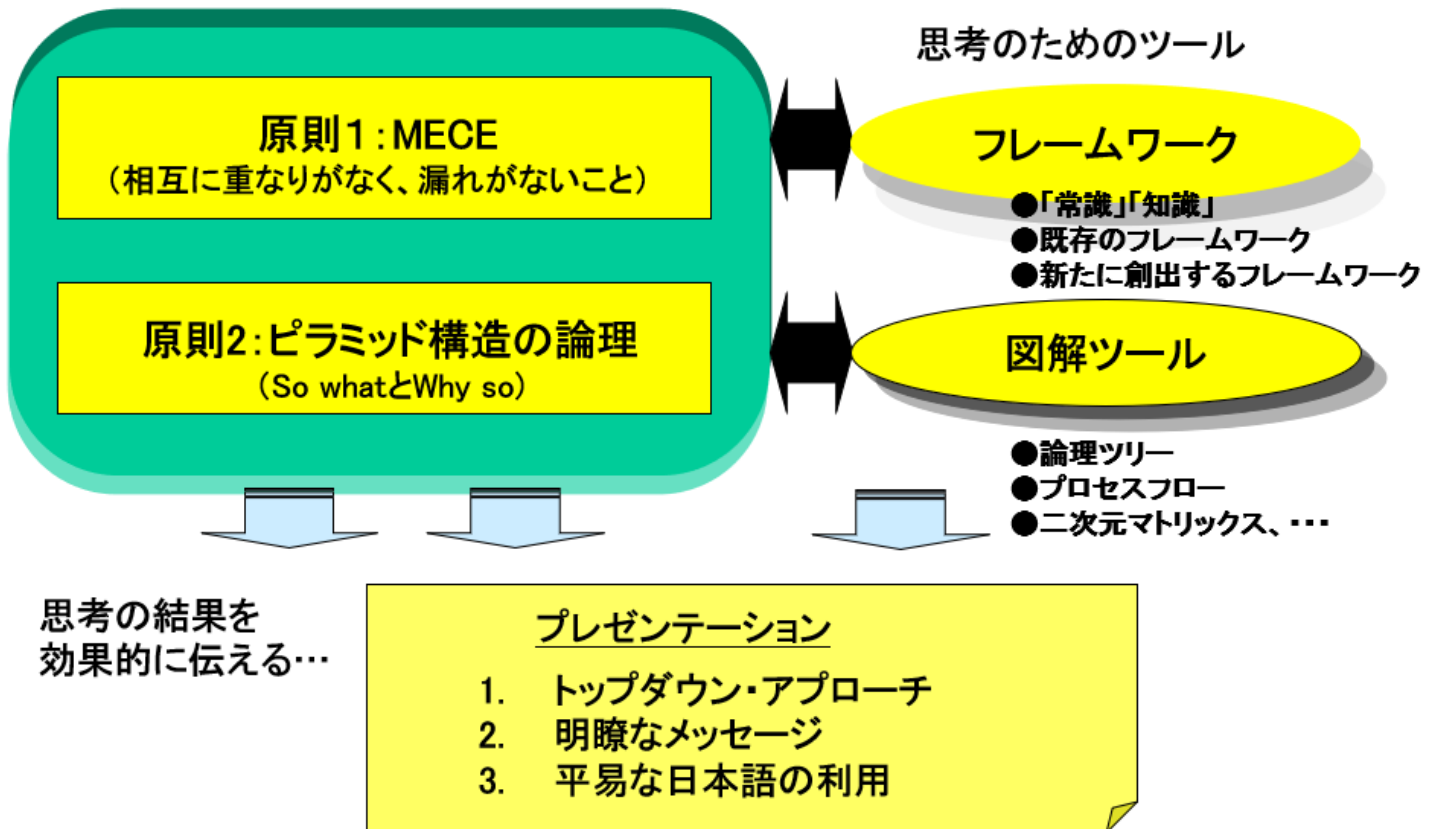 思考のためのツール
原則1:MECE
(相互に重なりがなく、漏れがないこと)
フレームワーク
●「常識」「知識」
●既存のフレームワーク
●新たに創出するフレームワーク
原則2:ピラミッド構造の論理
(So whatとWhy so)
図解ツール
●論理ツリー
●プロセスフロー
●二次元マトリックス、・・・
思考の結果を
効果的に伝える…
プレゼンテーション
1. トップダウン・アプローチ
2. 明瞭なメッセージ
3. 平易な日本語の利用